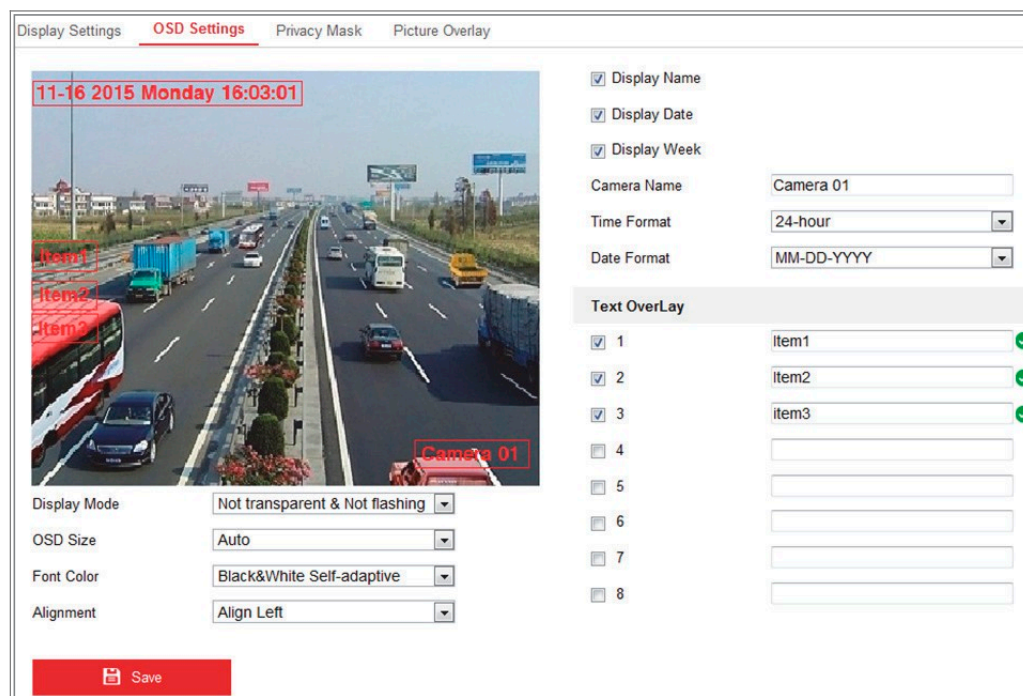 Display Settings OSD Settings Privacy Mask Picture Overlay
11-16 2015 Monday 16:03:01
Item1
Item2
Item3
Camera 01
Display Mode Not transparent & Not flashing
OSD Size Auto
Font Color Black&White Self-adaptive
Alignment Align Left
Save
Display Name
Display Date
Display Week
Camera Name Camera 01
Time Format 24-hour
Date Format MM-DD-YYYY
Text OverLay
1 Item1
2 Item2
3 item3
4
5
6
7
8